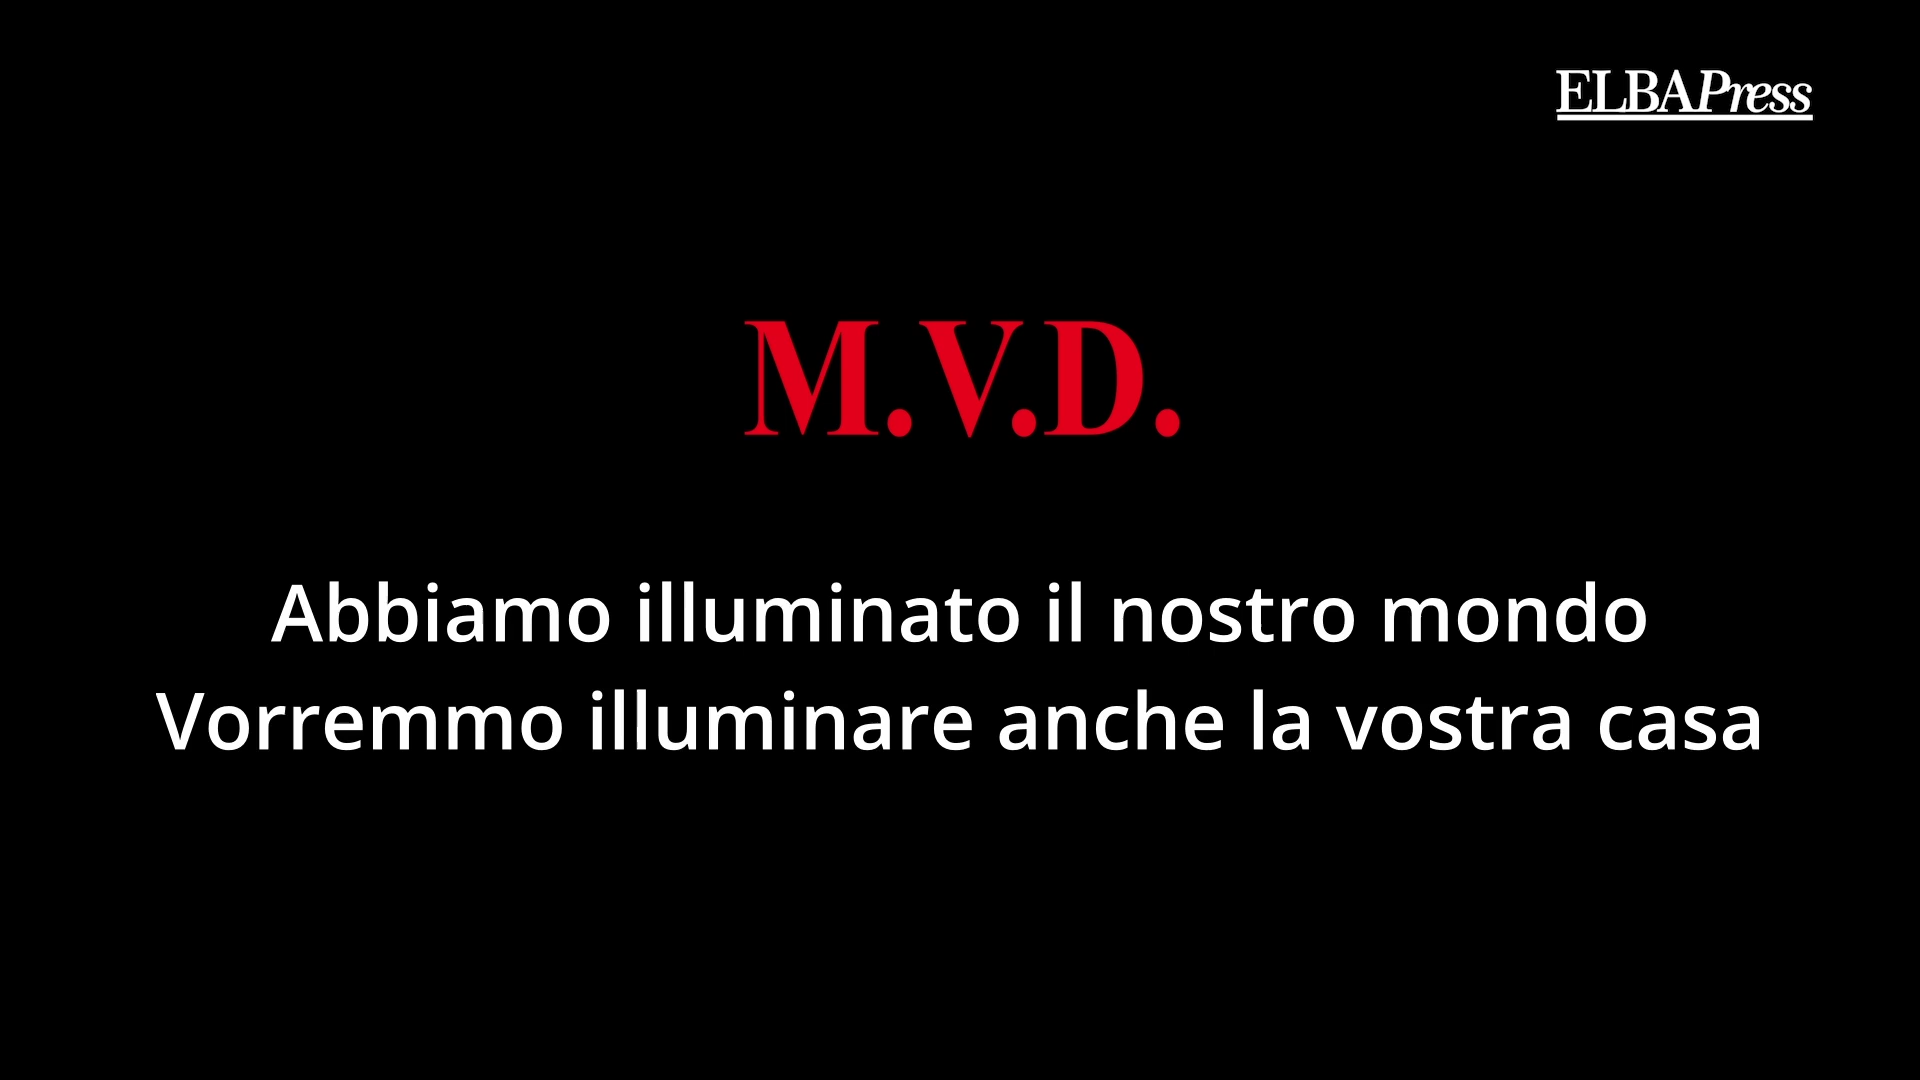 ELBAPress
M.V.D.
Abbiamo illuminato il nostro mondo
Vorremmo illuminare anche la vostra casa